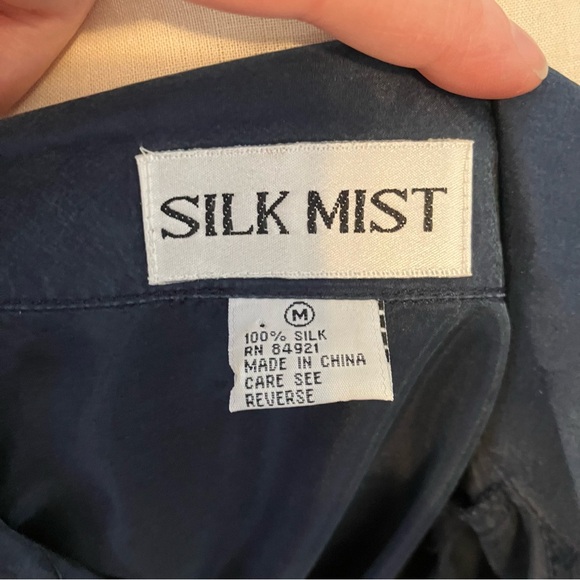 SILK MIST
M
100% SILK
RN 84921
MADE IN CHINA
CARE SEE
REVERSE